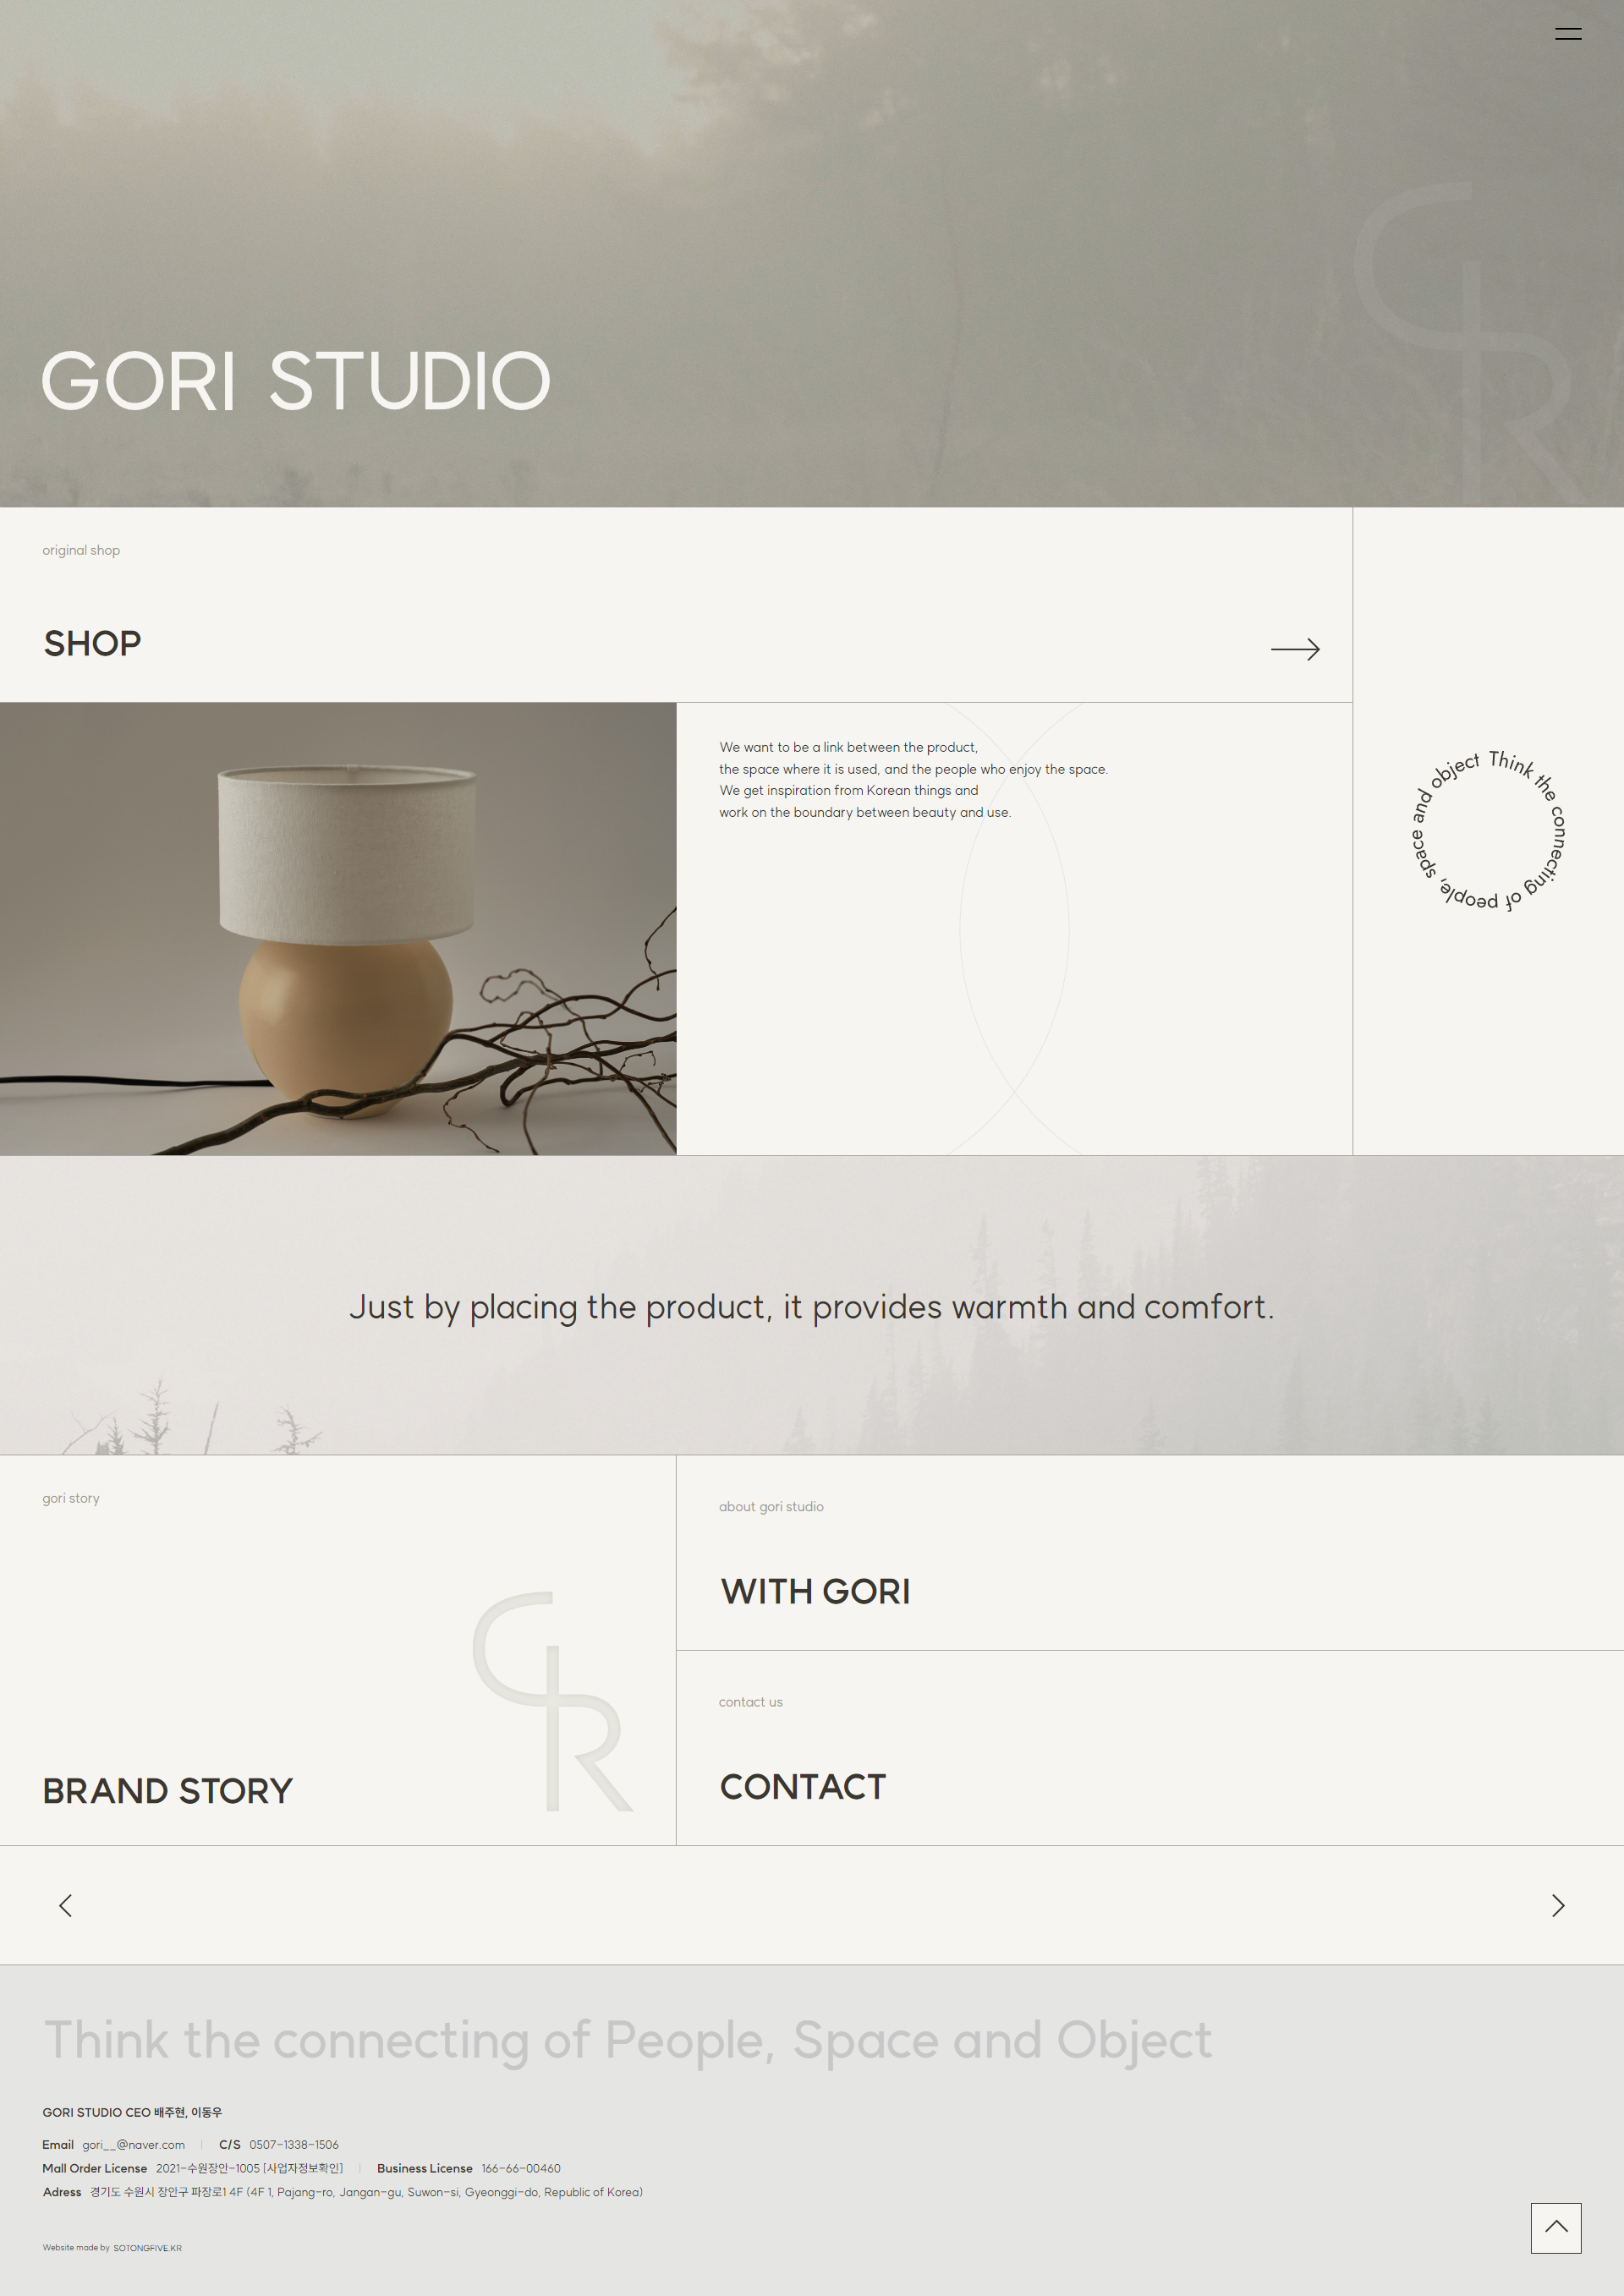 GORI STUDIO
original shop
SHOP
We want to be a link between the product,
the space where it is used, and the people who enjoy the space.
We get inspiration from Korean things and
work on the boundary between beauty and use.
Think the connecting of people, space and object
Just by placing the product, it provides warmth and comfort.
gori story
BRAND STORY
about gori studio
WITH GORI
contact us
CONTACT
Think the connecting of People, Space and Object
GORI STUDIO CEO 배주현, 이동우
Email gori__@naver.com | C/S 0507-1338-1506
Mall Order License 2021-수원장안-1005 [사업자정보확인] | Business License 166-66-00460
Adress 경기도 수원시 장안구 파장로1 4F (4F 1, Pajang-ro, Jangan-gu, Suwon-si, Gyeonggi-do, Republic of Korea)
Website made by SOTONGFIVE.KR